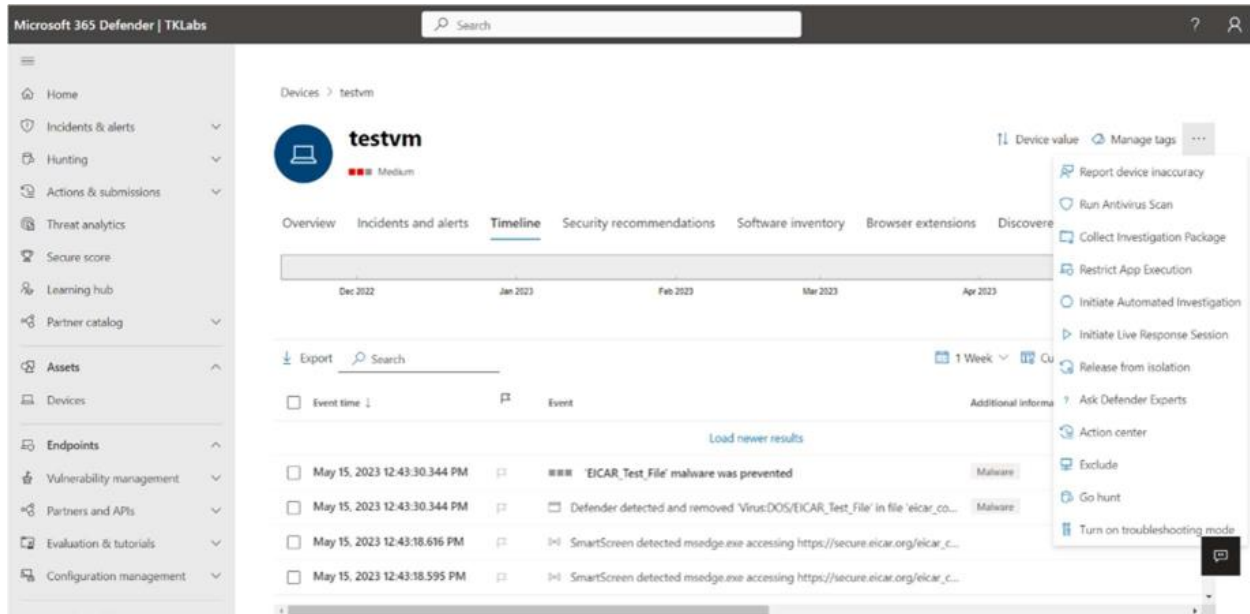 Microsoft 365 Defender | TKLabs
Search
?
Home
Incidents & alerts
Hunting
Actions & submissions
Threat analytics
Secure score
Learning hub
Partner catalog
Assets
Devices
Endpoints
Vulnerability management
Partners and APIs
Evaluation & tutorials
Configuration management
Devices > testvm
testvm
Medium
Device value Manage tags ...
Overview Incidents and alerts Timeline Security recommendations Software inventory Browser extensions Discovere
Dec 2022 Jan 2023 Feb 2023 Mar 2023 Apr 2023
Export Search 1 Week Cu
Event time ↓ Event Additional informa
Load newer results
May 15, 2023 12:43:30.344 PM 'EICAR_Test_File' malware was prevented Malware
May 15, 2023 12:43:30.344 PM Defender detected and removed 'Virus:DOS/EICAR_Test_File' in file 'eicar_co... Malware
May 15, 2023 12:43:18.616 PM SmartScreen detected msedge.exe accessing https://secure.eicar.org/eicar_c...
May 15, 2023 12:43:18.595 PM SmartScreen detected msedge.exe accessing https://secure.eicar.org/eicar_c...
Report device inaccuracy
Run Antivirus Scan
Collect Investigation Package
Restrict App Execution
Initiate Automated Investigation
Initiate Live Response Session
Release from isolation
? Ask Defender Experts
Action center
Exclude
Go hunt
Turn on troubleshooting mode